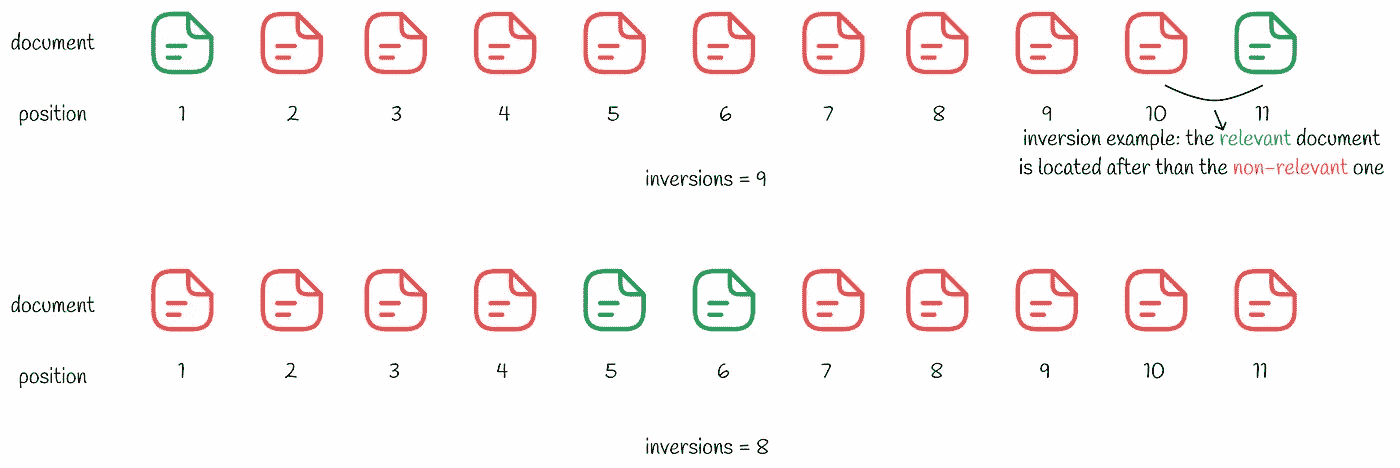 document
position 1 2 3 4 5 6 7 8 9 10 11
inversion example: the relevant document
is located after than the non-relevant one
inversions = 9
document
position 1 2 3 4 5 6 7 8 9 10 11
inversions = 8